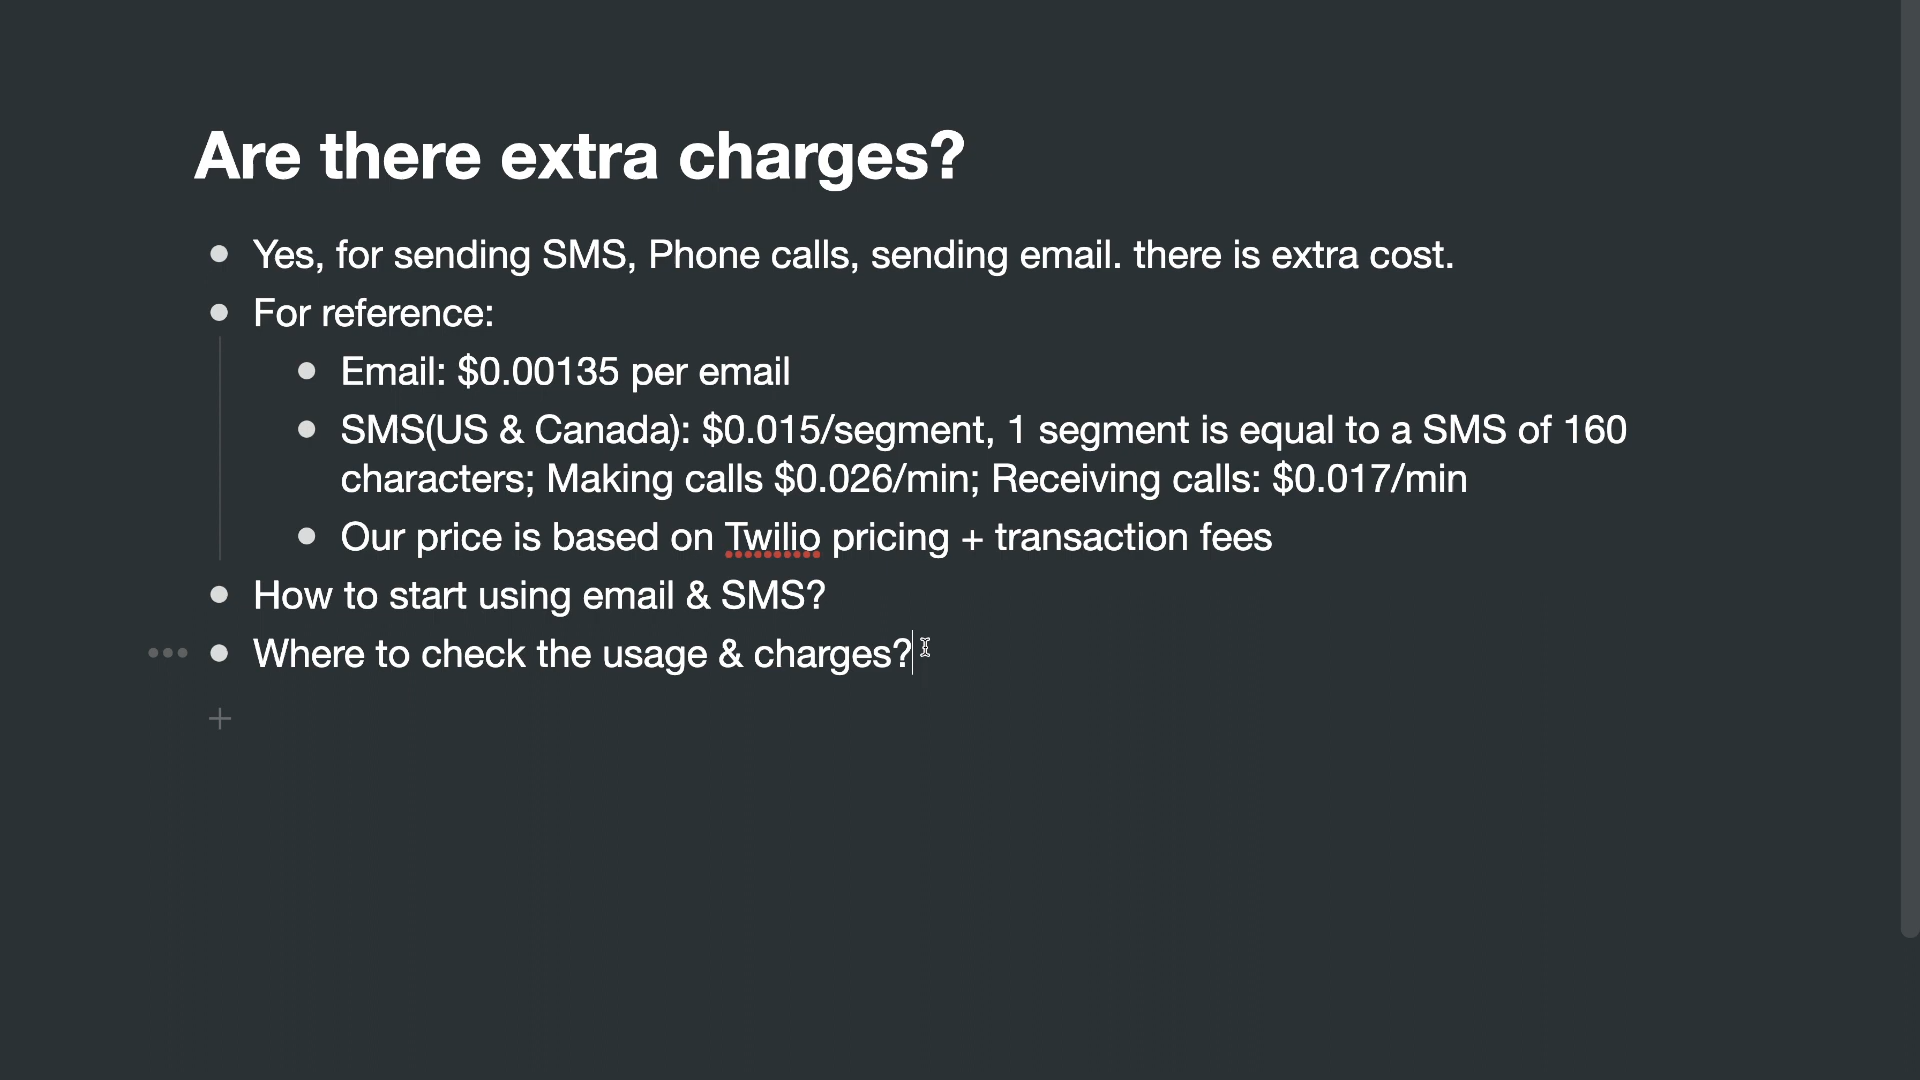 Are there extra charges?
Yes, for sending SMS, Phone calls, sending email. there is extra cost.
For reference:
Email: $0.00135 per email
SMS(US & Canada): $0.015/segment, 1 segment is equal to a SMS of 160
characters; Making calls $0.026/min; Receiving calls: $0.017/min
Our price is based on Twilio pricing + transaction fees
How to start using email & SMS?
Where to check the usage & charges?